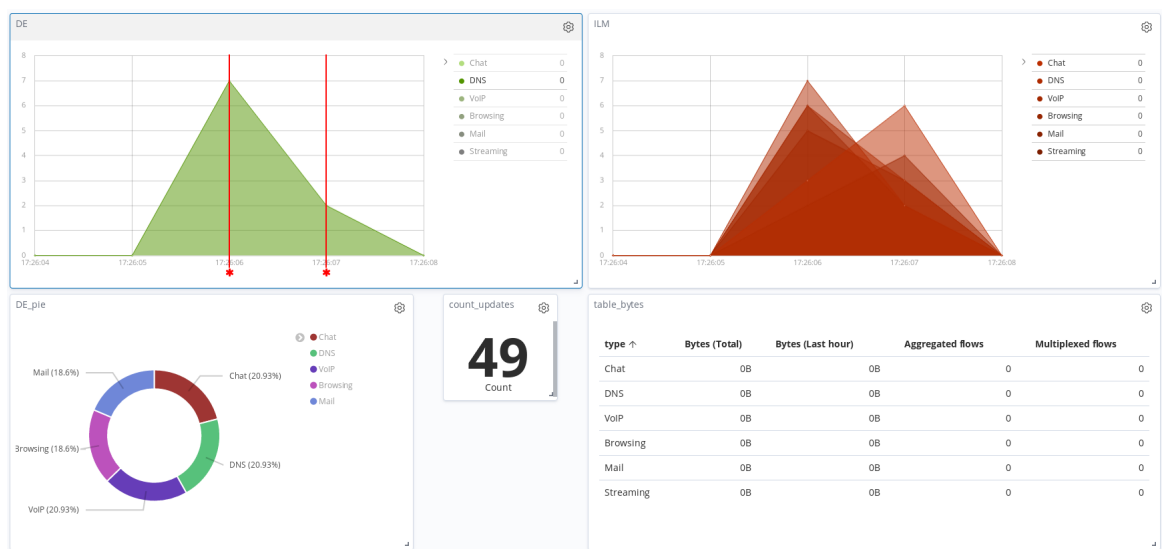 DE
8
7
6
5
4
3
2
1
0
17:26:04 17:26:05 17:26:06 17:26:07 17:26:08
Chat 0
DNS 0
VoIP 0
Browsing 0
Mail 0
Streaming 0
ILM
8
7
6
5
4
3
2
1
0
17:26:04 17:26:05 17:26:06 17:26:07 17:26:08
Chat 0
DNS 0
VoIP 0
Browsing 0
Mail 0
Streaming 0
DE_pie
Chat
DNS
VoIP
Browsing
Mail
Mail (18.6%)
Chat (20.93%)
Browsing (18.6%)
DNS (20.93%)
VoIP (20.93%)
count_updates
49
Count
table_bytes
type ↑ Bytes (Total) Bytes (Last hour) Aggregated flows Multiplexed flows
Chat 0B 0B 0 0
DNS 0B 0B 0 0
VoIP 0B 0B 0 0
Browsing 0B 0B 0 0
Mail 0B 0B 0 0
Streaming 0B 0B 0 0